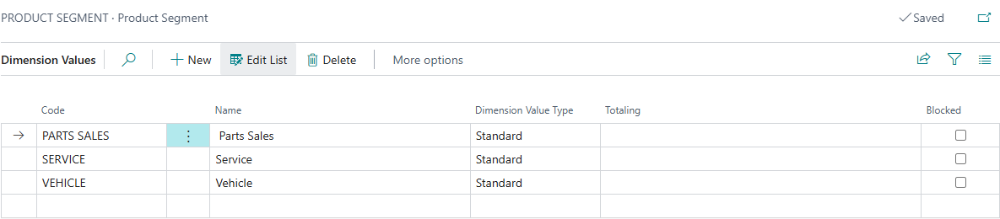 PRODUCT SEGMENT · Product Segment Saved
Dimension Values New Edit List Delete More options
Code Name Dimension Value Type Totaling Blocked
PARTS SALES Parts Sales Standard
SERVICE Service Standard
VEHICLE Vehicle Standard